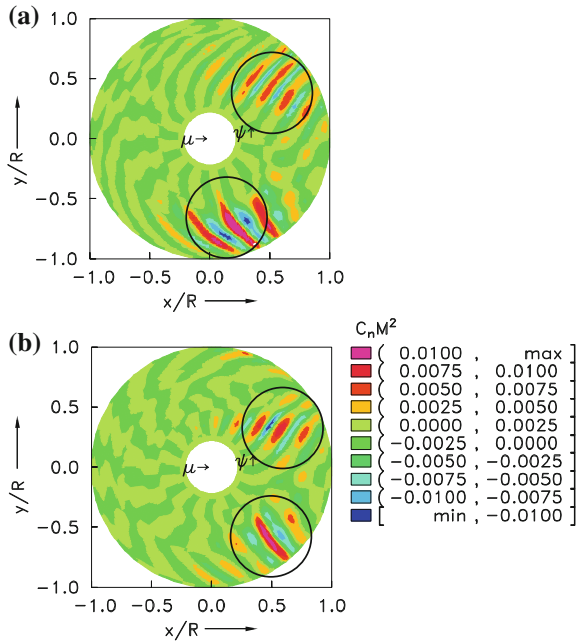 (a)
1.0
0.5
0.0
-0.5
-1.0
y/R
μ→
ψ↑
-1.0 -0.5 0.0 0.5 1.0
x/R
(b)
1.0
0.5
0.0
-0.5
-1.0
y/R
μ→
ψ↑
-1.0 -0.5 0.0 0.5 1.0
x/R
CₙM²
( 0.0100 , max ]
( 0.0075 , 0.0100 ]
( 0.0050 , 0.0075 ]
( 0.0025 , 0.0050 ]
( 0.0000 , 0.0025 ]
( -0.0025 , 0.0000 ]
( -0.0050 , -0.0025 ]
( -0.0075 , -0.0050 ]
( -0.0100 , -0.0075 ]
[ min , -0.0100 ]